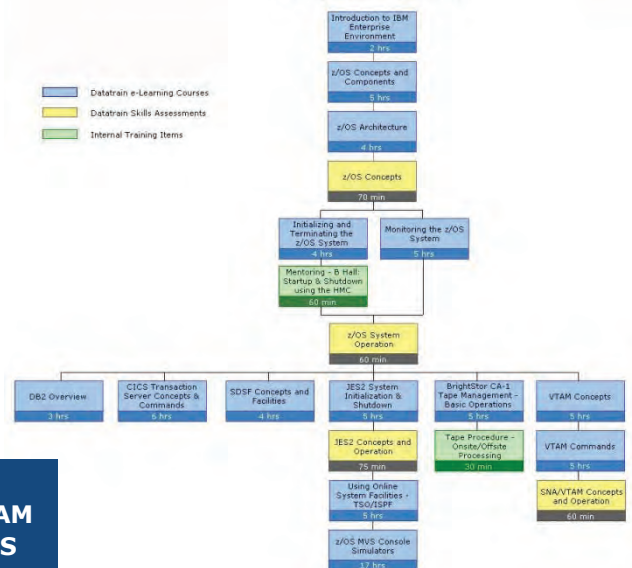 Introduction to IBM
Enterprise
Environment
2 hrs
z/OS Concepts and
Components
5 hrs
Datatrain e-Learning Courses
Datatrain Skills Assessments
Internal Training Items
z/OS Architecture
4 hrs
z/OS Concepts
70 min
Initializing and
Terminating the
z/OS System
4 hrs
Monitoring the z/OS
System
5 hrs
Mentoring - B Hall:
Startup & Shutdown
using the HMC
60 min
z/OS System
Operation
60 min
DB2 Overview
3 hrs
CICS Transaction
Server Concepts &
Commands
6 hrs
SDSF Concepts and
Facilities
4 hrs
JES2 System
Initialization &
Shutdown
5 hrs
BrightStor CA-1
Tape Management -
Basic Operations
5 hrs
VTAM Concepts
5 hrs
JES2 Concepts and
Operation
75 min
Tape Procedure -
Onsite/Offsite
Processing
30 min
VTAM Commands
5 hrs
Using Online
System Facilities -
TSO/ISPF
5 hrs
SNA/VTAM Concepts
and Operation
60 min
z/OS MVS Console
Simulators
17 hrs
AM
S